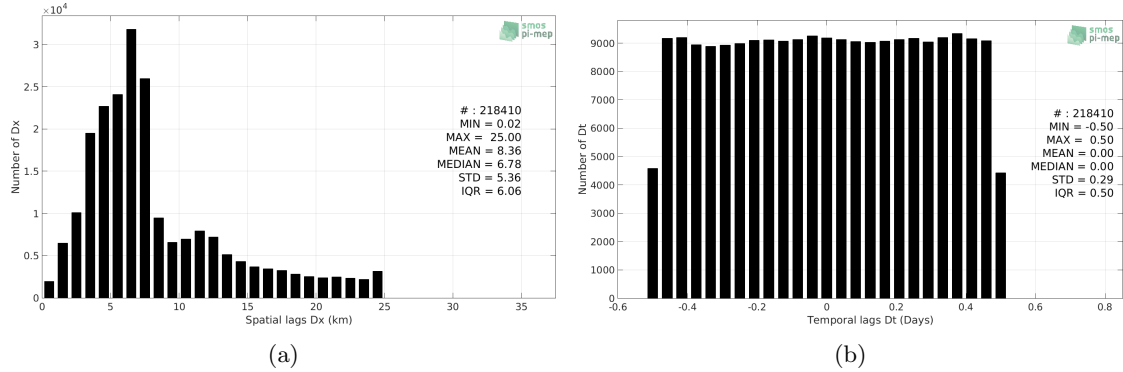 ×10⁴
3
2.5
2
1.5
1
0.5
0
0 5 10 15 20 25 30 35
Number of Dx
Spatial lags Dx (km)
smos
pi-mep
# : 218410
MIN = 0.02
MAX = 25.00
MEAN = 8.36
MEDIAN = 6.78
STD = 5.36
IQR = 6.06
(a)
9000
8000
7000
6000
5000
4000
3000
2000
1000
0
-0.6 -0.4 -0.2 0 0.2 0.4 0.6 0.8
Number of Dt
Temporal lags Dt (Days)
smos
pi-mep
# : 218410
MIN = -0.50
MAX = 0.50
MEAN = 0.00
MEDIAN = 0.00
STD = 0.29
IQR = 0.50
(b)